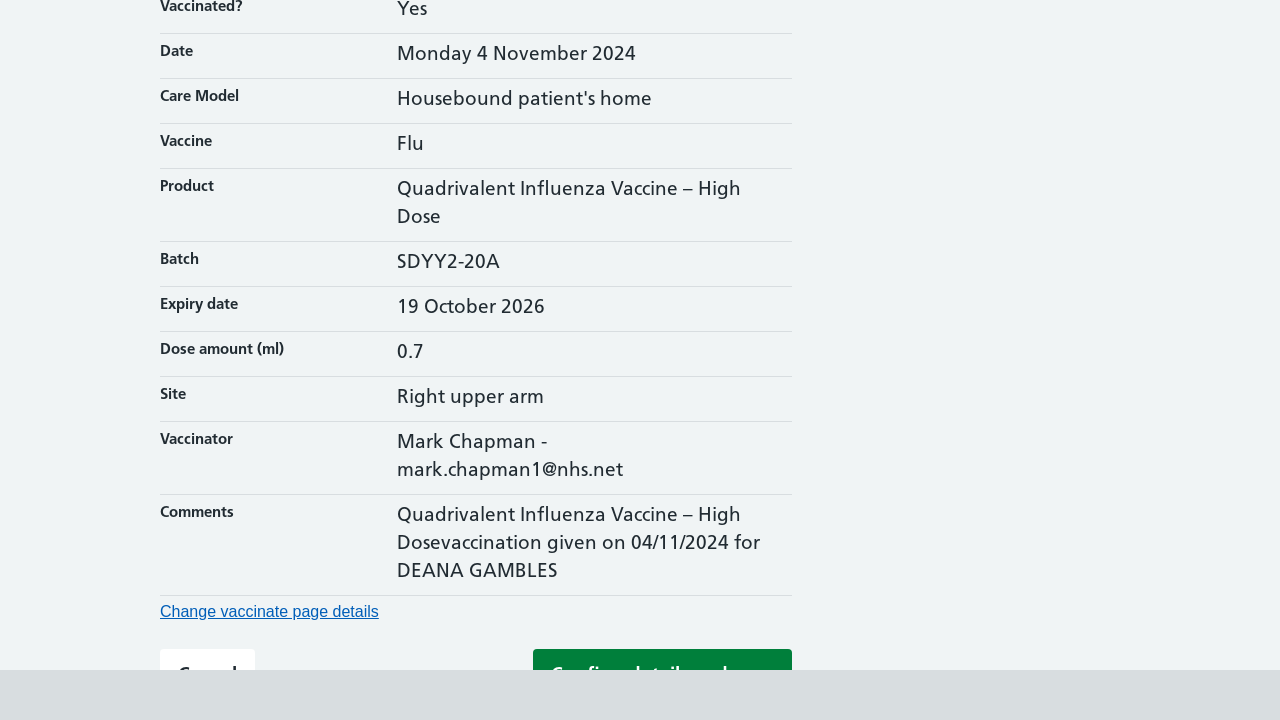 Vaccinated? Yes
Date Monday 4 November 2024
Care Model Housebound patient's home
Vaccine Flu
Product Quadrivalent Influenza Vaccine – High
Dose
Batch SDYY2-20A
Expiry date 19 October 2026
Dose amount (ml) 0.7
Site Right upper arm
Vaccinator Mark Chapman -
mark.chapman1@nhs.net
Comments Quadrivalent Influenza Vaccine – High
Dosevaccination given on 04/11/2024 for
DEANA GAMBLES
Change vaccinate page details